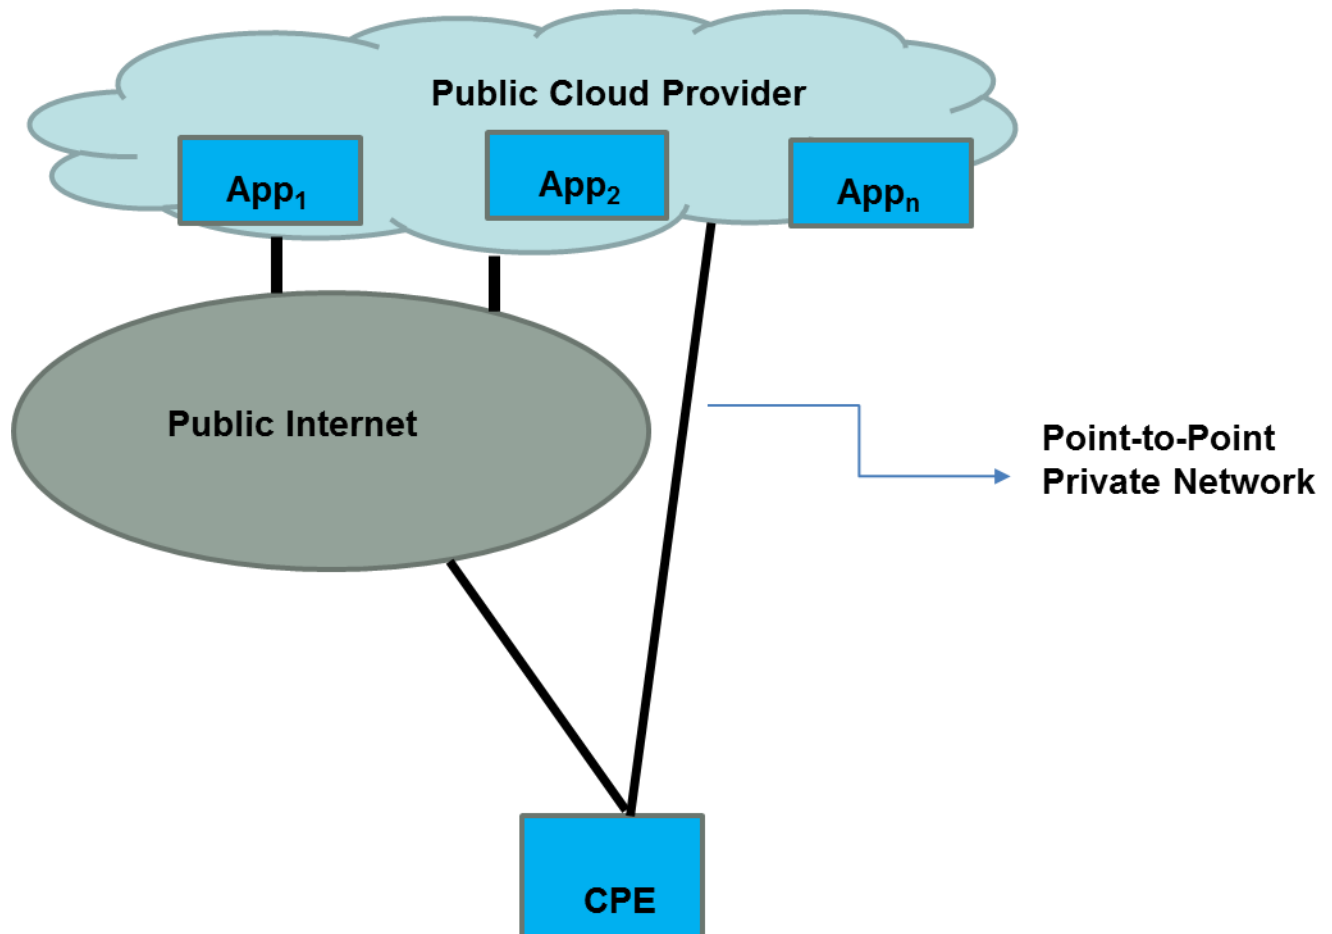 Public Cloud Provider
App₁
App₂
Appₙ
Public Internet
Point-to-Point
Private Network
CPE